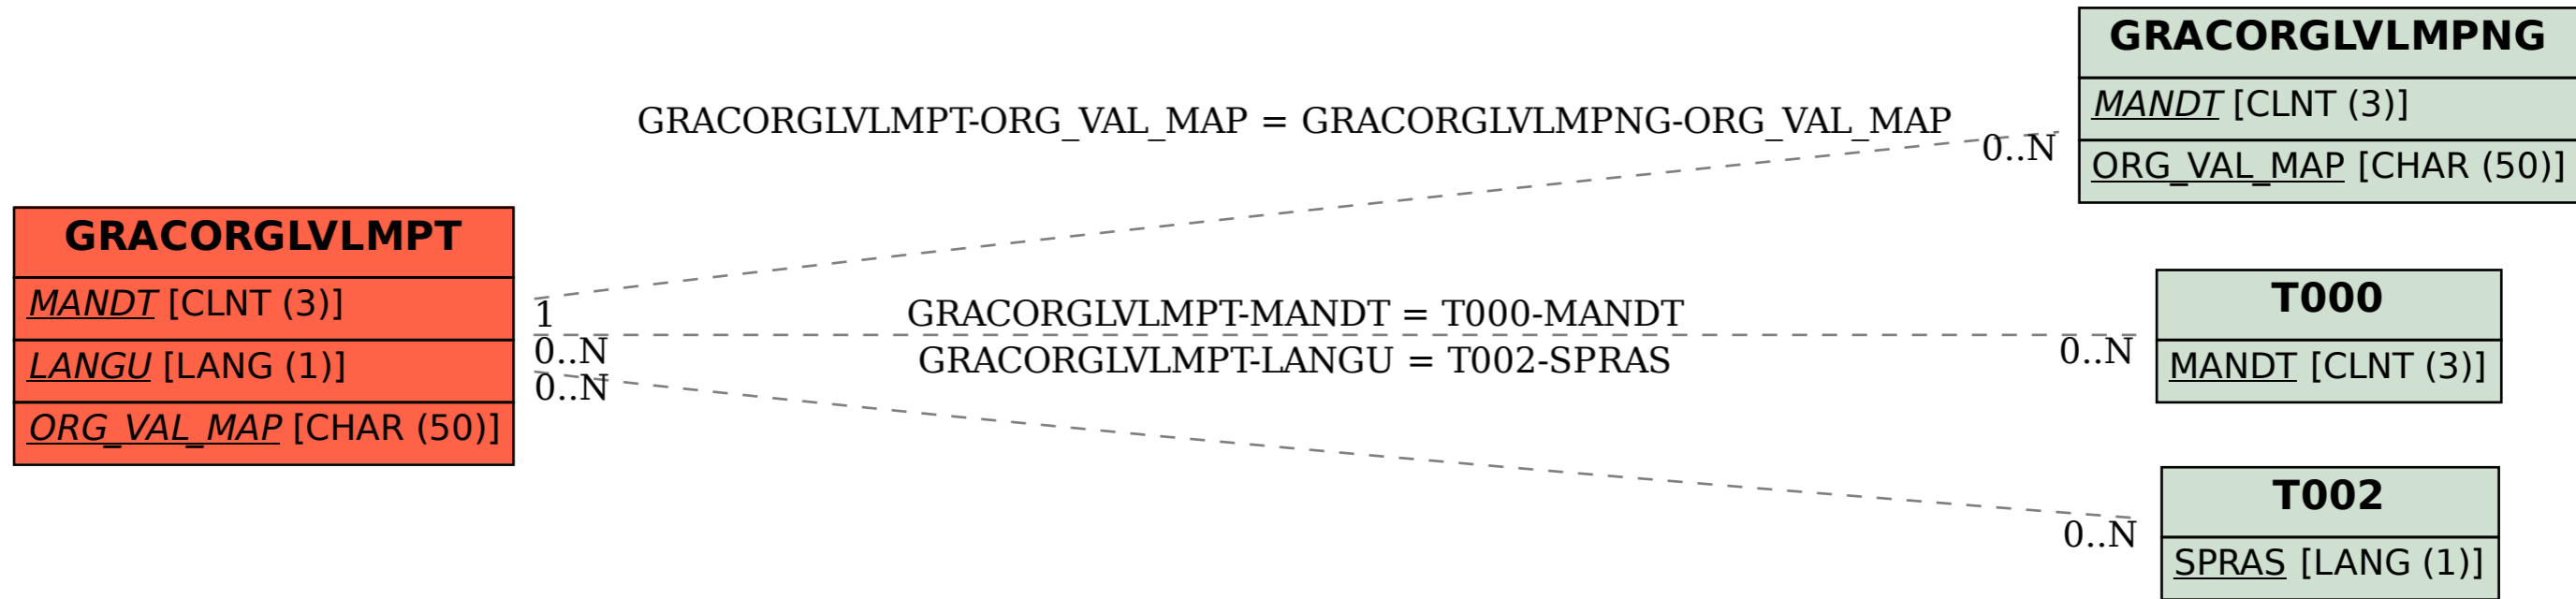 GRACORGLVLMPNG
MANDT [CLNT (3)]
ORG_VAL_MAP [CHAR (50)]
GRACORGLVLMPT-ORG_VAL_MAP = GRACORGLVLMPNG-ORG_VAL_MAP
0..N
GRACORGLVLMPT
MANDT [CLNT (3)]
LANGU [LANG (1)]
ORG_VAL_MAP [CHAR (50)]
1
0..N
0..N
GRACORGLVLMPT-MANDT = T000-MANDT
GRACORGLVLMPT-LANGU = T002-SPRAS
0..N
T000
MANDT [CLNT (3)]
0..N
T002
SPRAS [LANG (1)]